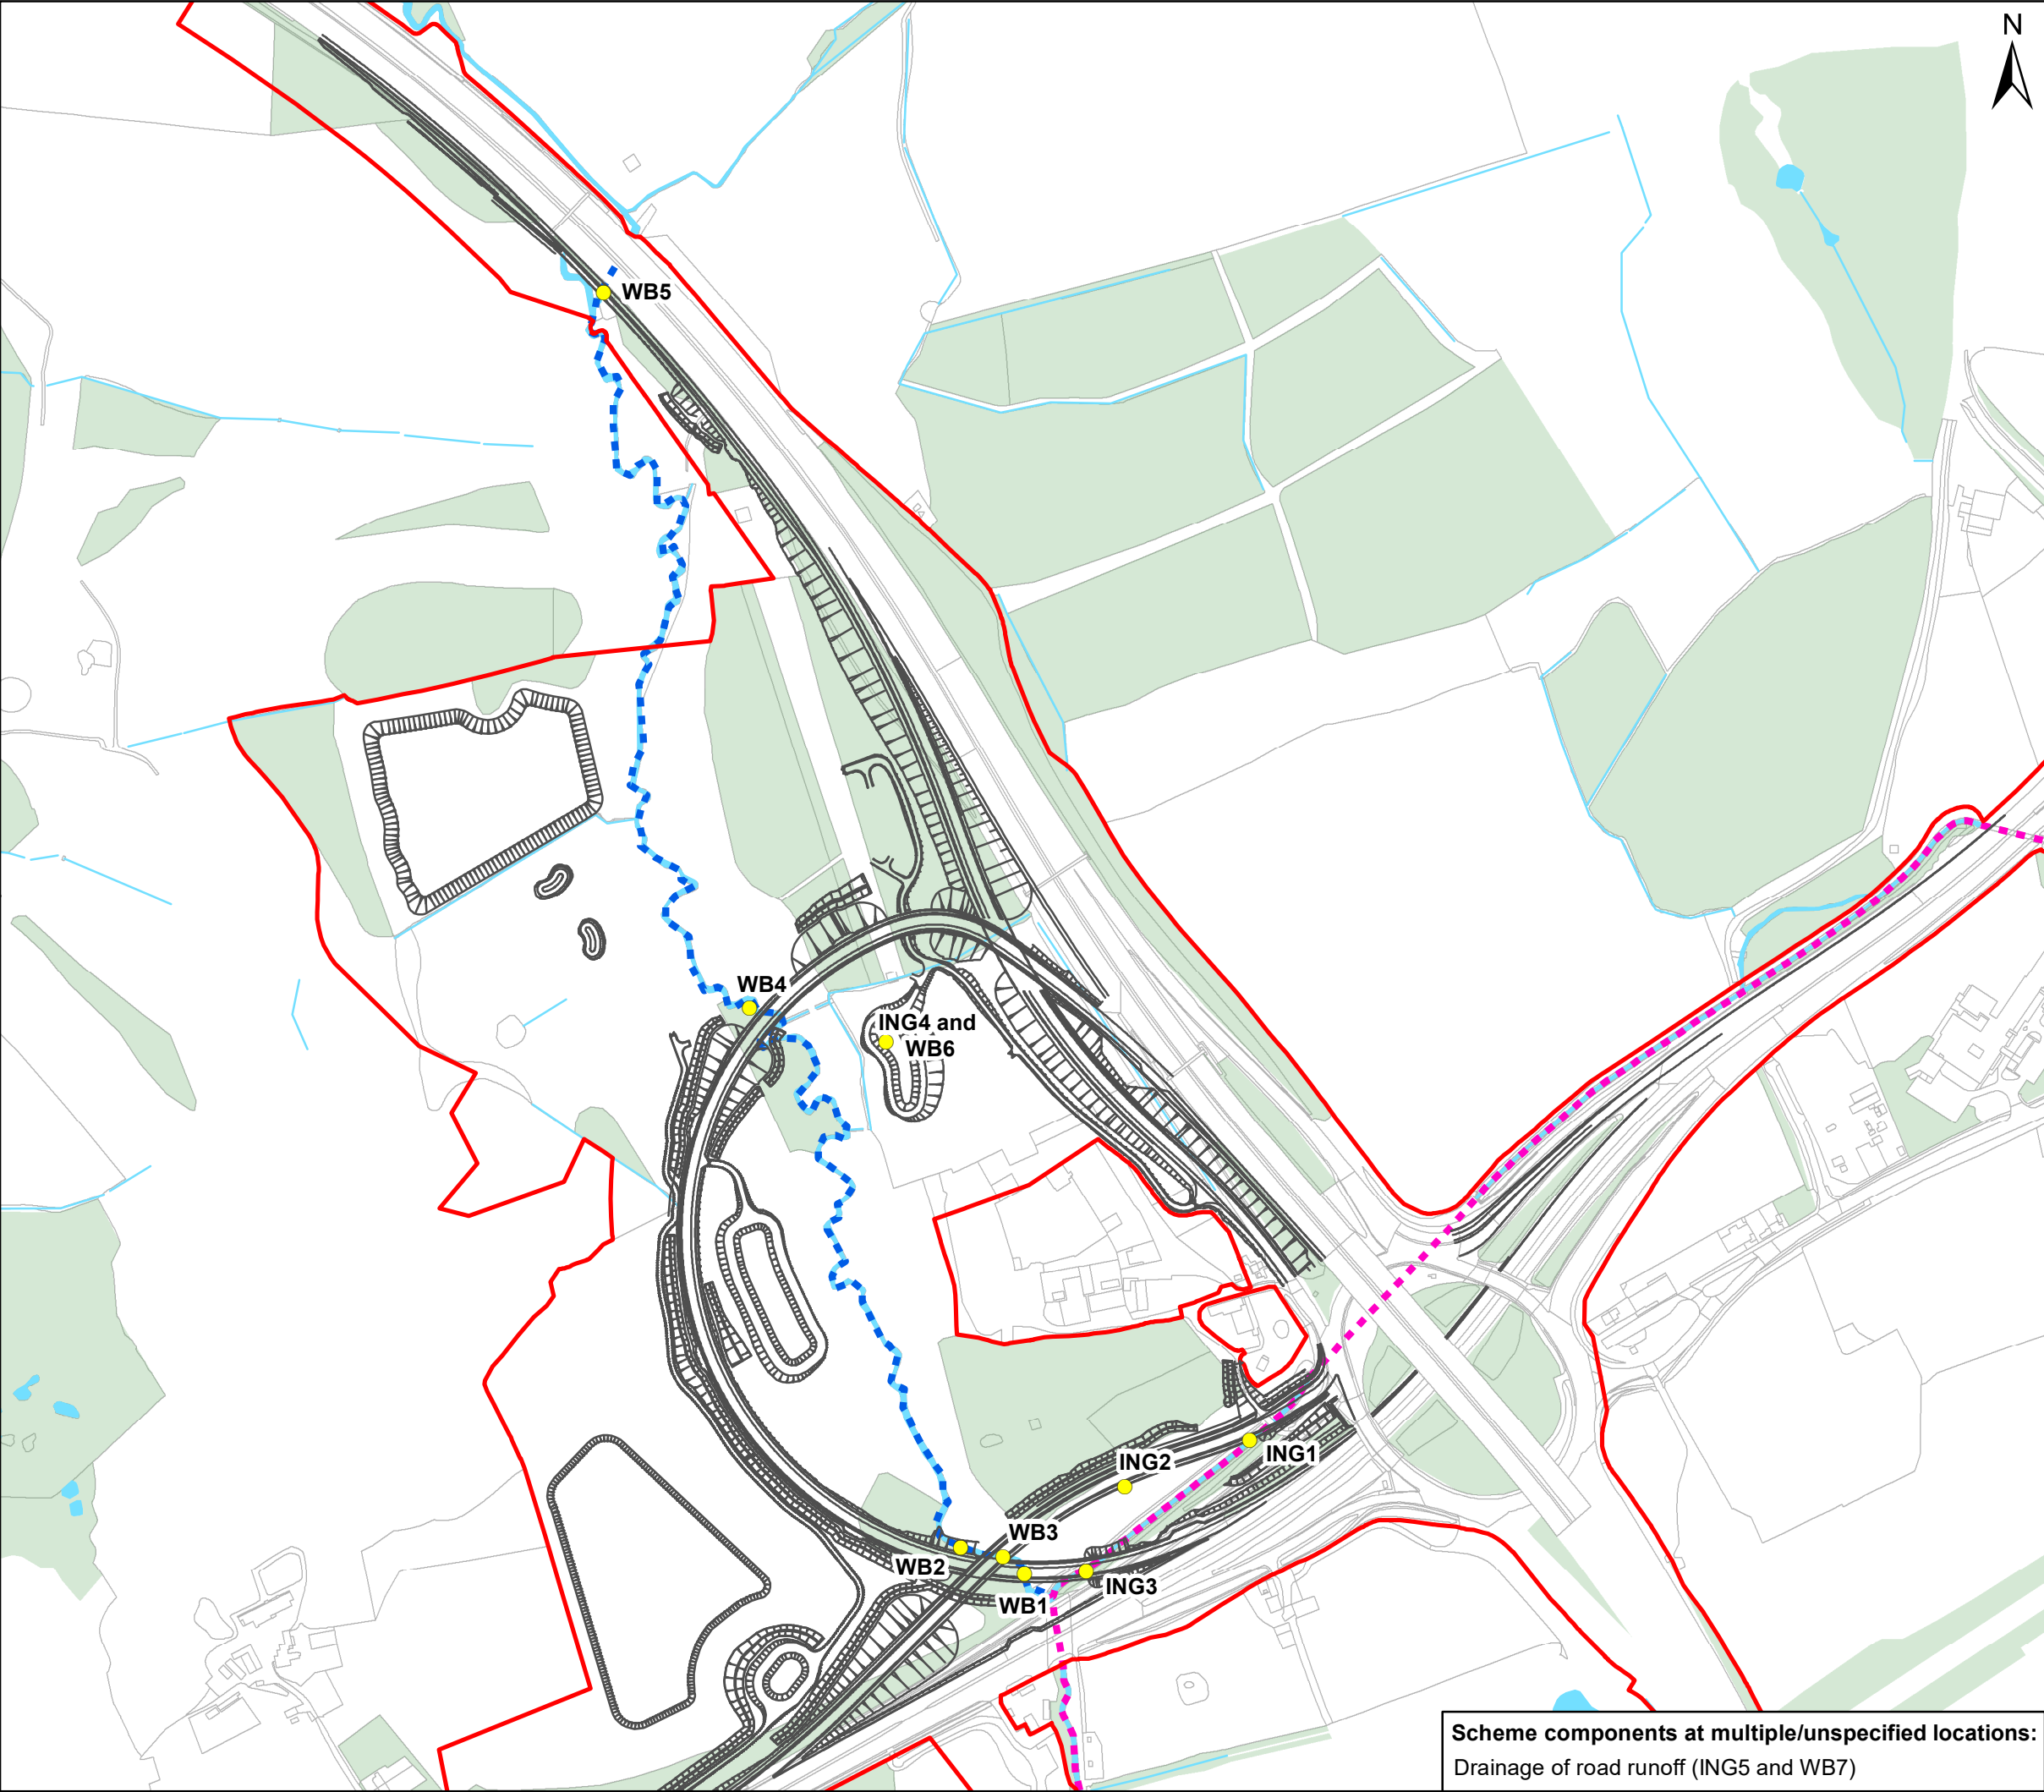 N
WB5
WB4
ING4 and
WB6
ING1
ING2
WB3
WB2
ING3
WB1
Scheme components at multiple/unspecified locations:
Drainage of road runoff (ING5 and WB7)